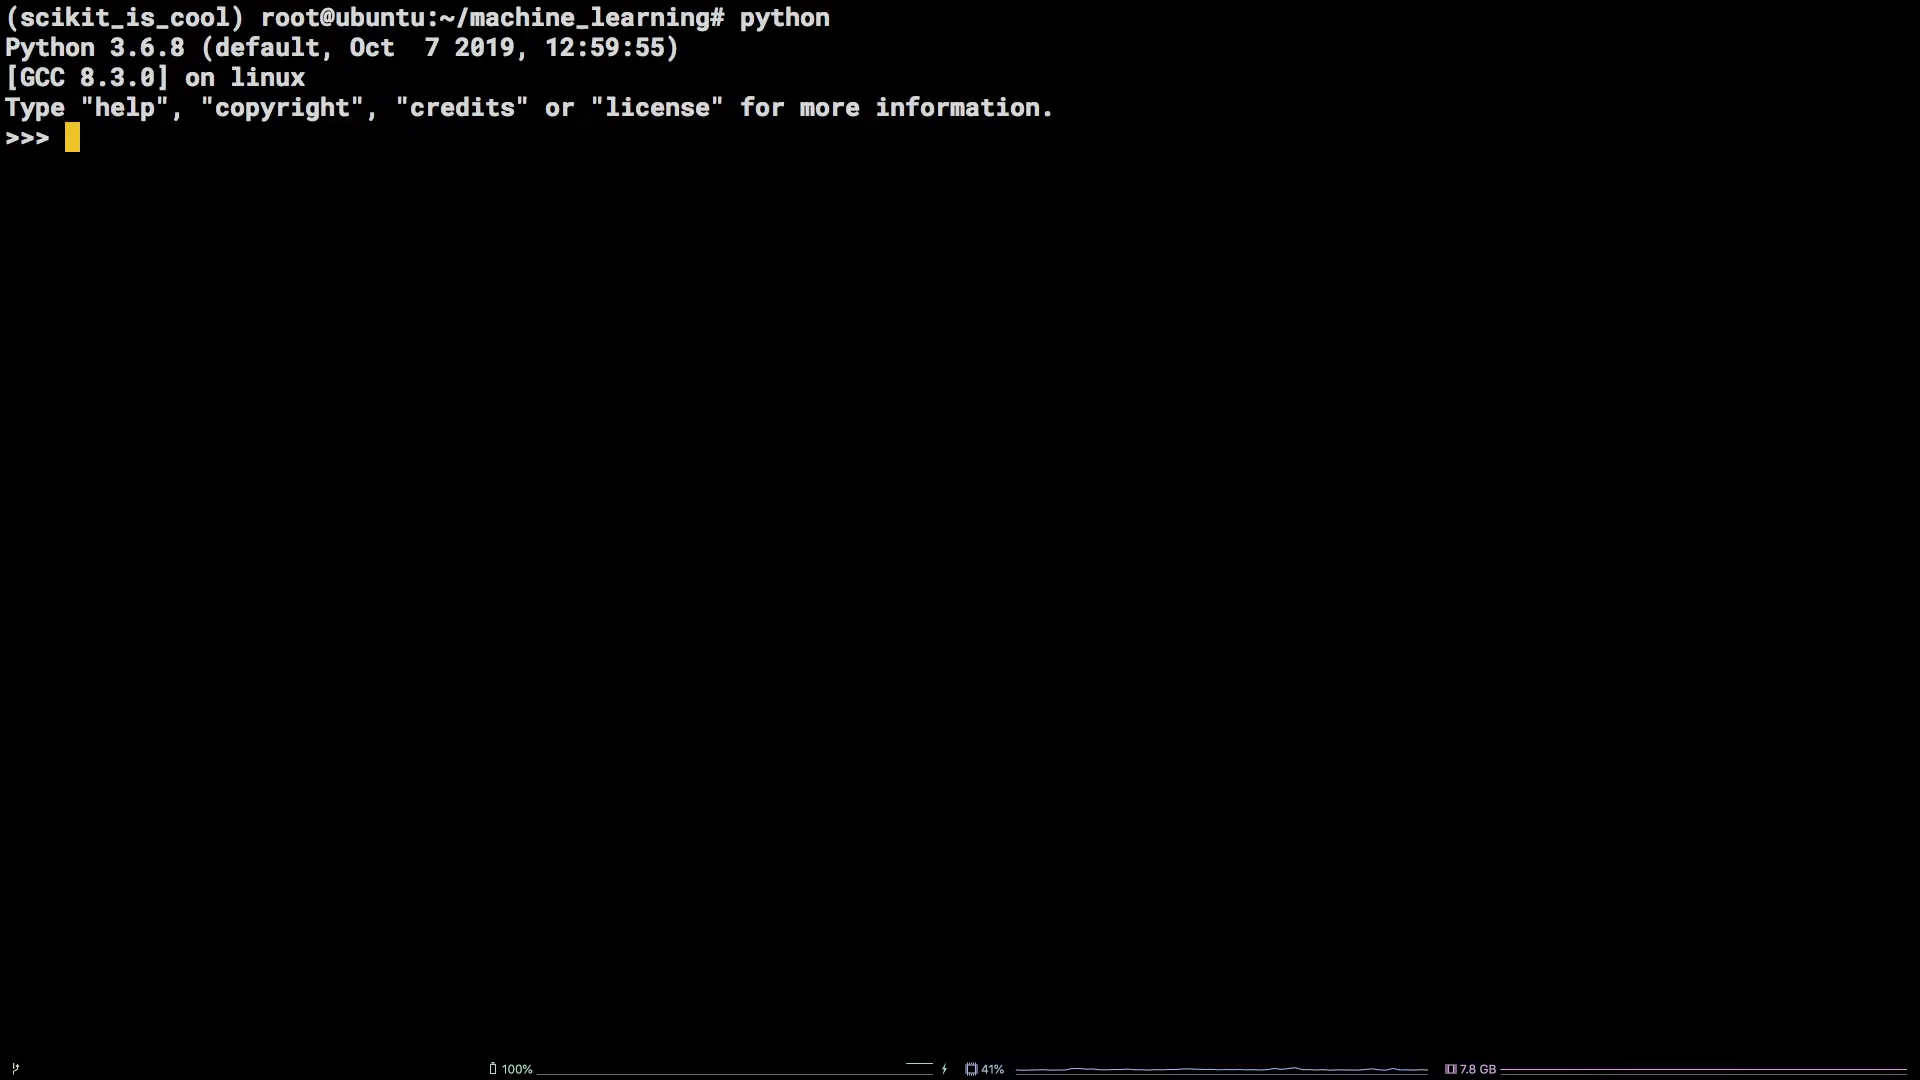 (scikit_is_cool) root@ubuntu:~/machine_learning# python
Python 3.6.8 (default, Oct  7 2019, 12:59:55)
[GCC 8.3.0] on linux
Type "help", "copyright", "credits" or "license" for more information.
>>>
100% 41% 7.8 GB